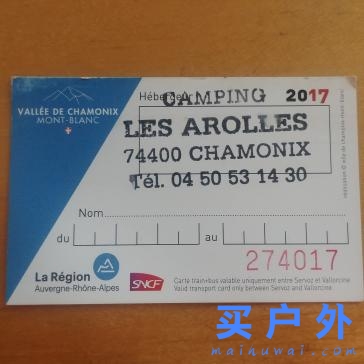 VALLÉE DE CHAMONIX
MONT-BLANC
Hébergeur :
2017
CAMPING
LES AROLLES
74400 CHAMONIX
Tél. 04 50 53 14 30
Nom
du
au
274017
La Région
Auvergne-Rhône-Alpes
SNCF
Carte train+bus valable uniquement entre Servoz et Vallorcine
Valid transport card only between Servoz and Vallorcine
买户外
mainuwai.com